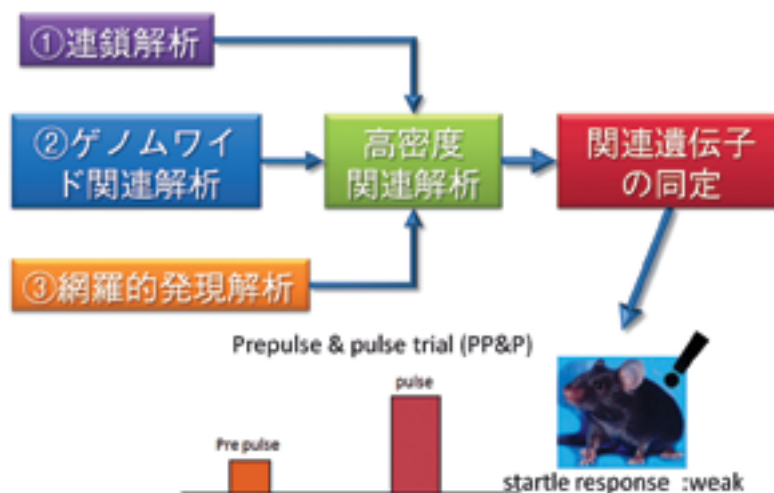 ①連鎖解析
②ゲノムワイ
ド関連解析
高密度
関連解析
関連遺伝子
の同定
③網羅的発現解析
Prepulse & pulse trial (PP&P)
pulse
Pre pulse
!
startle response :weak